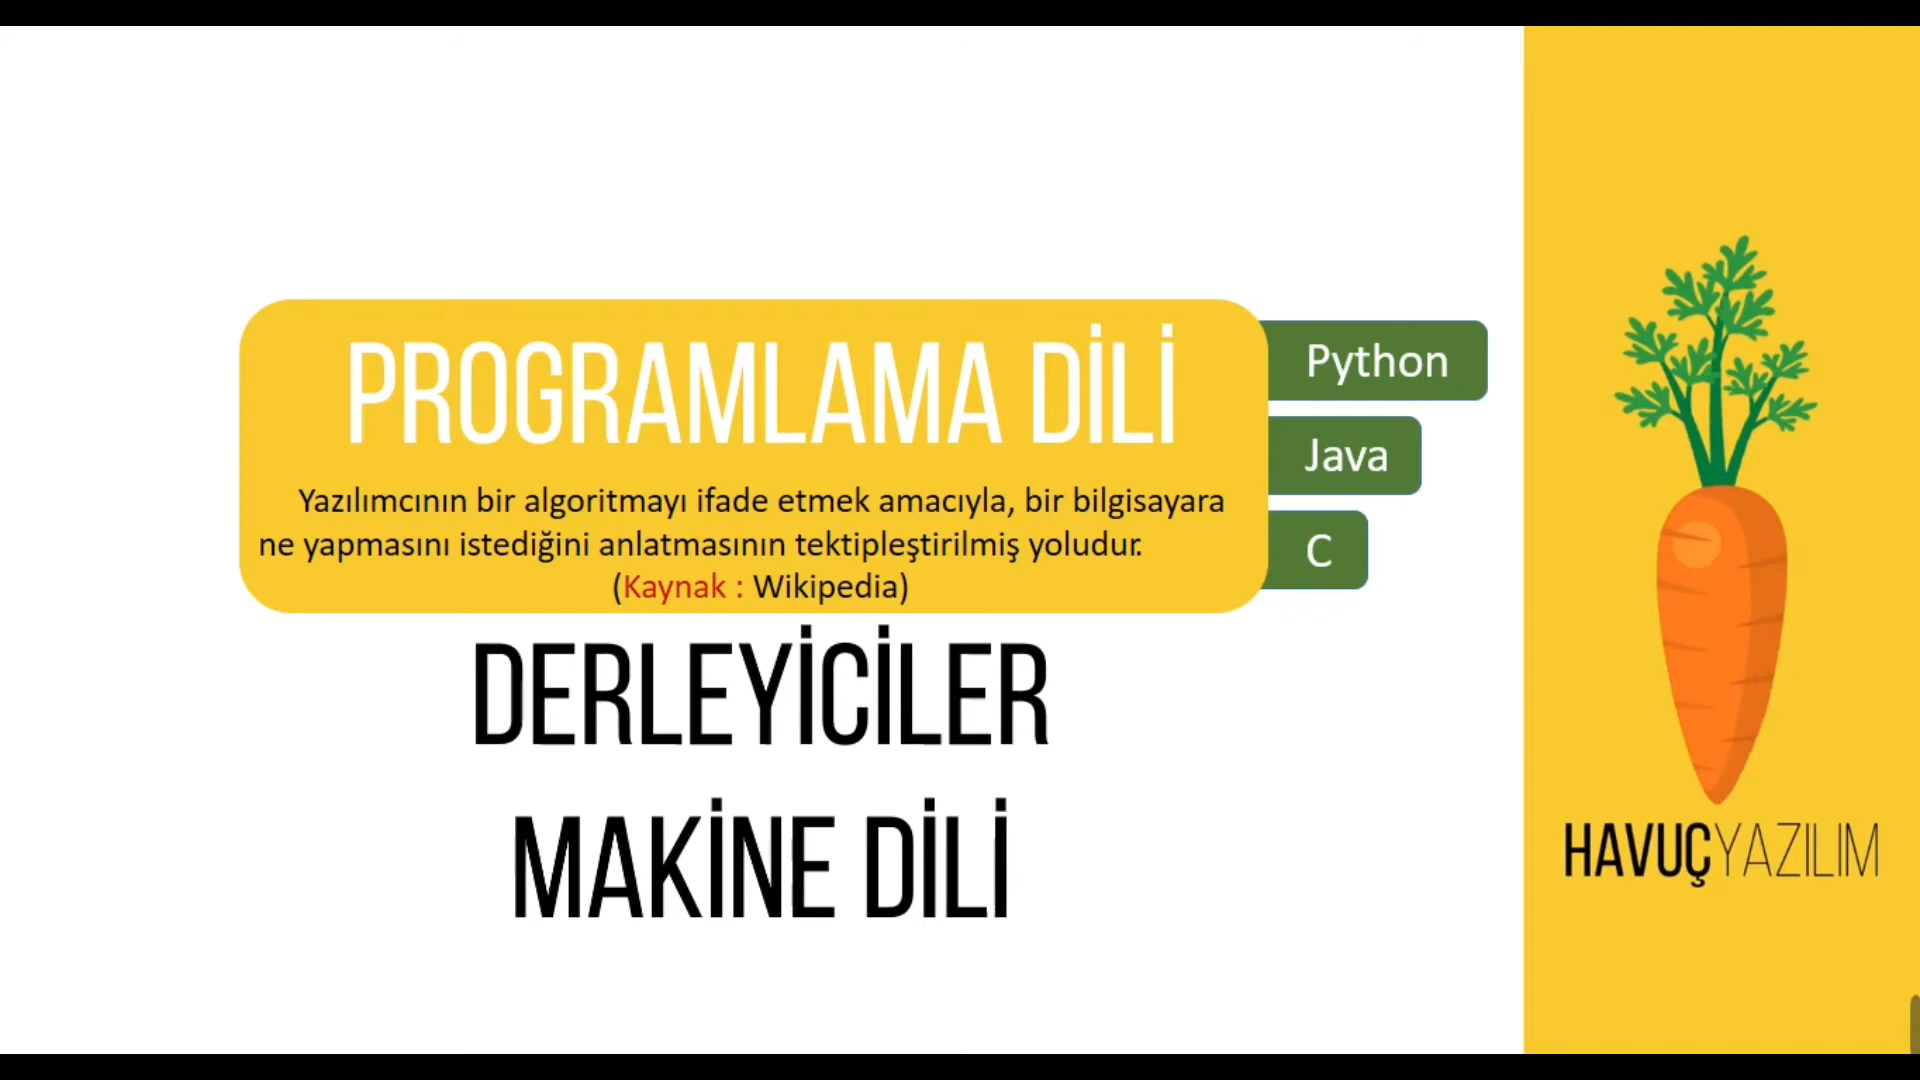 PROGRAMLAMA DİLİ
Yazılımcının bir algoritmayı ifade etmek amacıyla, bir bilgisayara
ne yapmasını istediğini anlatmasının tektipleştirilmiş yoludur.
(Kaynak : Wikipedia)
Python
Java
C
DERLEYİCİLER
MAKİNE DİLİ
HAVUÇYAZILIM